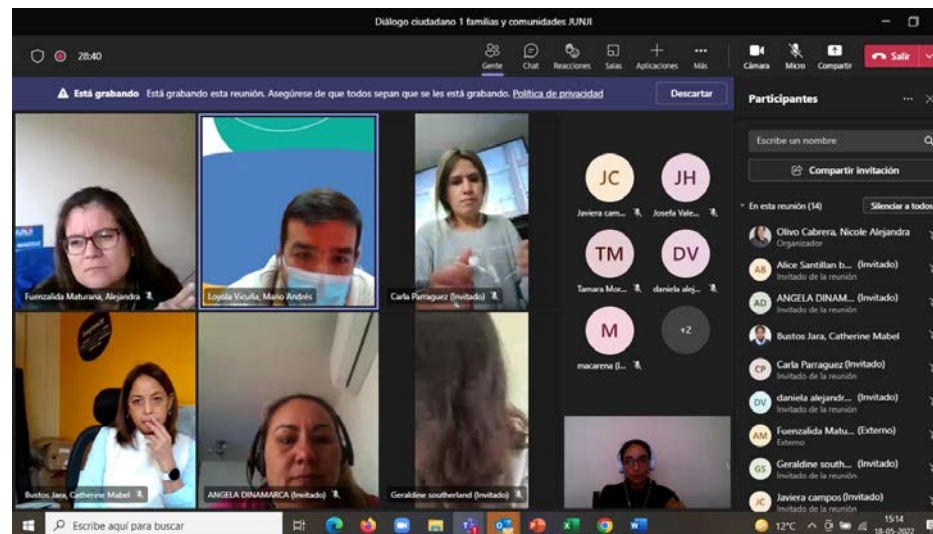 Diálogo ciudadano 1 familias y comunidades JUNJI
28:40
Gente
Chat
Reacciones
Salas
Aplicaciones
Más
Cámara
Micro
Compartir
Salir
Está grabando Está grabando esta reunión. Asegúrese de que todos sepan que se les está grabando. Política de privacidad
Descartar
Participantes
Escribe un nombre
Compartir invitación
En esta reunión (14)
Silenciar a todos
Fuenzalida Maturana, Alejandra
Loyola Vicuña, Mario Andrés
Carla Parraguez (Invitado)
JC
Javiera cam...
JH
Josefa Vale...
TM
Tamara Mor...
DV
daniela alej...
M
macarena (I...
+2
Bustos Jara, Catherine Mabel
ANGELA DINAMARCA (Invitado)
Geraldine southerland (Invitado)
Olivo Cabrera, Nicole Alejandra
Organizador
AB
Alice Santillan b... (Invitado)
Invitado de la reunión
AD
ANGELA DINAM... (Invitado)
Invitado de la reunión
Bustos Jara, Catherine Mabel
CP
Carla Parraguez (Invitado)
Invitado de la reunión
DV
daniela alejandr... (Invitado)
Invitado de la reunión
AM
Fuenzalida Matu... (Externo)
Externo
GS
Geraldine south... (Invitado)
Invitado de la reunión
JC
Javiera campos (Invitado)
Invitado de la reunión
Escribe aquí para buscar
12°C
15:14
18-05-2022